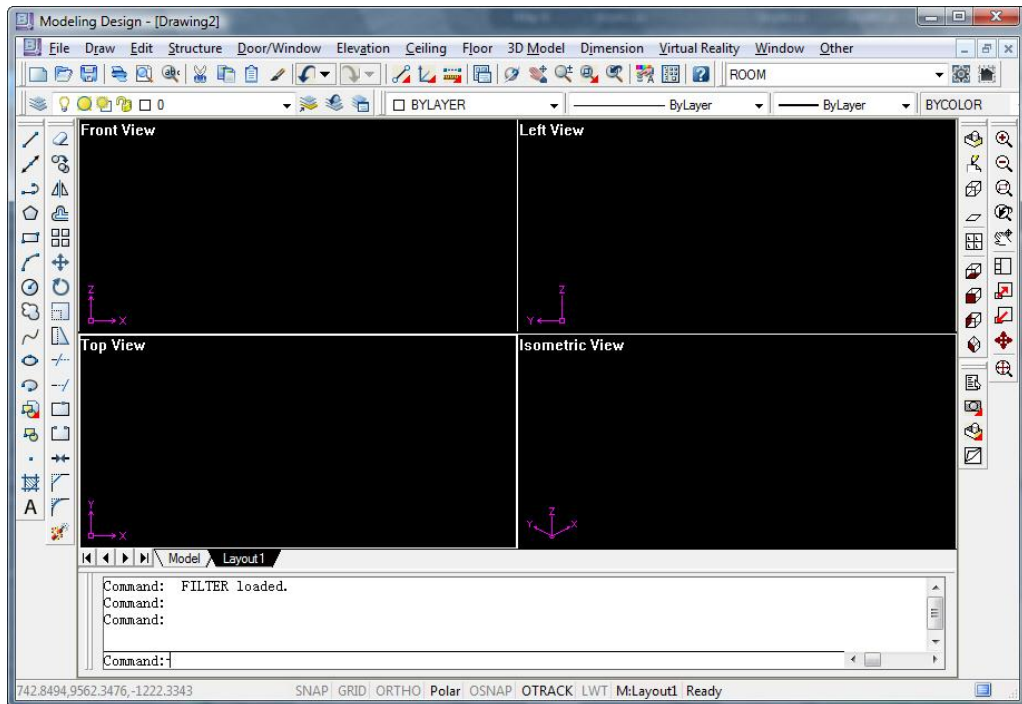 Modeling Design - [Drawing2]
File Draw Edit Structure Door/Window Elevation Ceiling Floor 3D Model Dimension Virtual Reality Window Other
ROOM
0 BYLAYER ByLayer ByLayer BYCOLOR
Front View
Left View
Z
X
Z
Y
Top View
Isometric View
Y
X
Z
Y
X
A
Model Layout1
Command: FILTER loaded.
Command:
Command:
Command:
742.8494,9562.3476,-1222.3343 SNAP GRID ORTHO Polar OSNAP OTRACK LWT M:Layout1 Ready